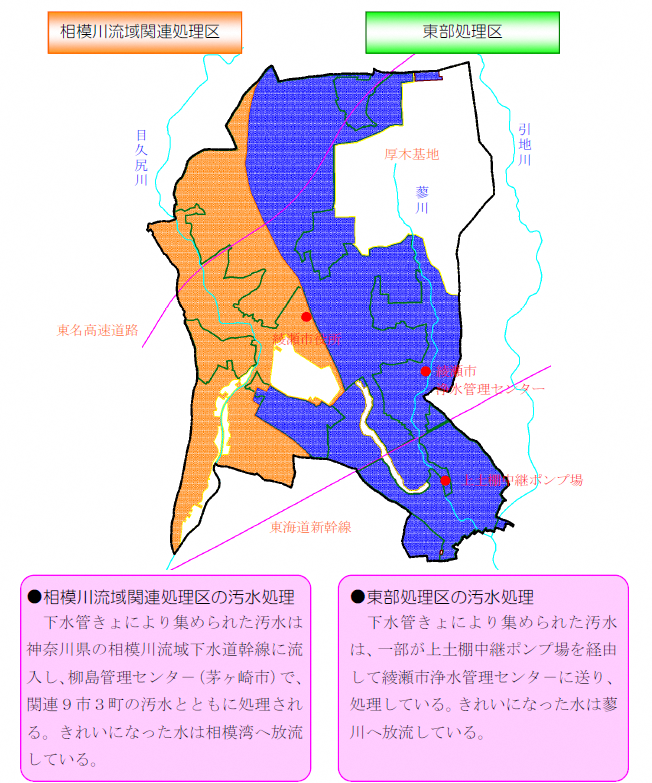 相模川流域関連処理区
東部処理区
目久尻川
引地川
厚木基地
蓼川
東名高速道路
綾瀬市役所
綾瀬市
浄水管理センター
上土棚中継ポンプ場
東海道新幹線
●相模川流域関連処理区の汚水処理
下水管きょにより集められた汚水は
神奈川県の相模川流域下水道幹線に流
入し、柳島管理センター(茅ヶ崎市)で、
関連9市3町の汚水とともに処理され
る。きれいになった水は相模湾へ放流
している。
●東部処理区の汚水処理
下水管きょにより集められた汚水
は、一部が上土棚中継ポンプ場を経由
して綾瀬市浄水管理センターに送り、
処理している。きれいになった水は蓼
川へ放流している。